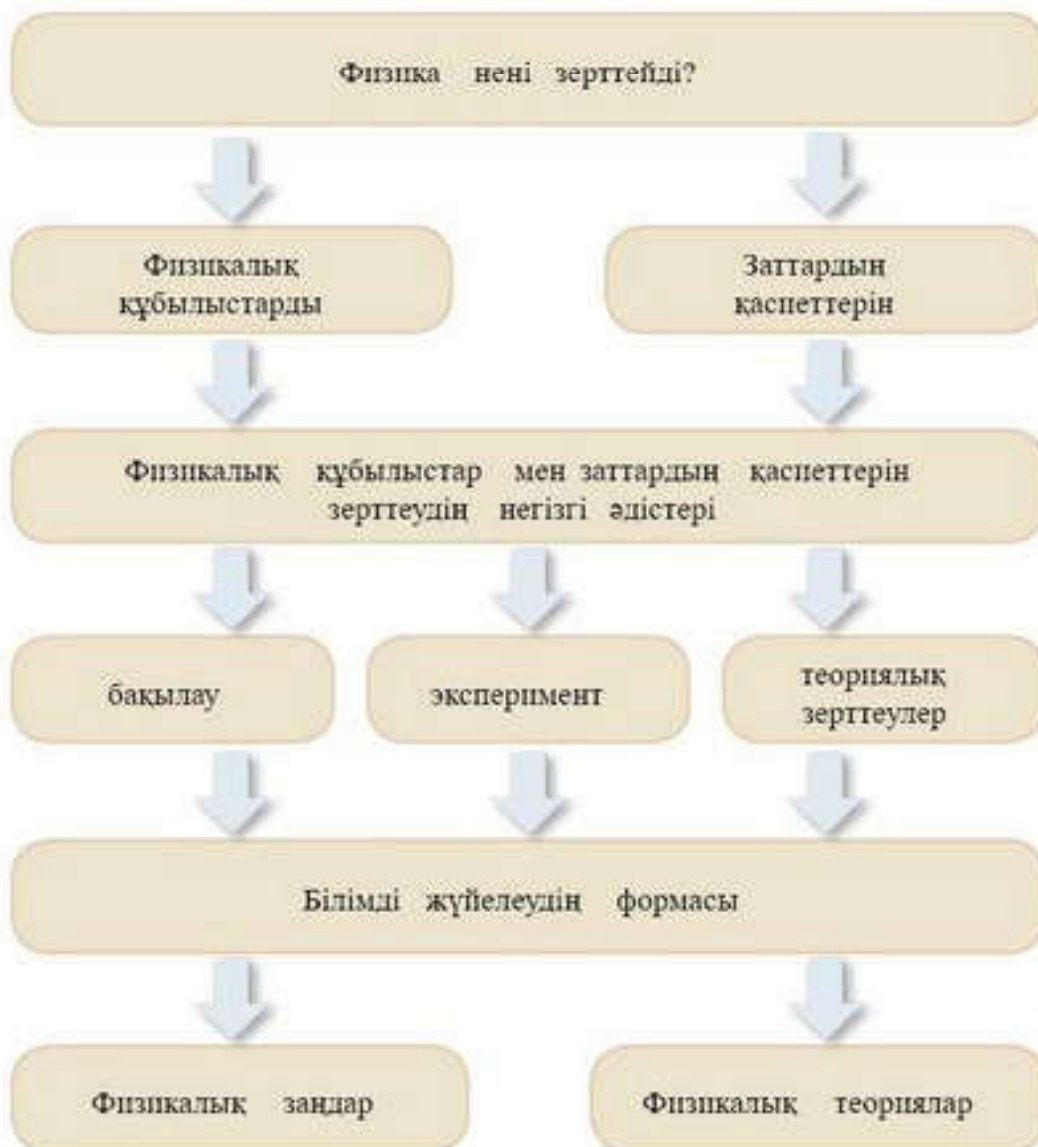 Физика нені зерттейді?
Физикалық
құбылыстарды
Заттардың
қасиеттерін
Физикалық құбылыстар мен заттардың қасиеттерін
зерттеудің негізгі әдістері
бақылау
эксперимент
теориялық
зерттеулер
Білімді жүйелеудің формасы
Физикалық заңдар
Физикалық теориялар